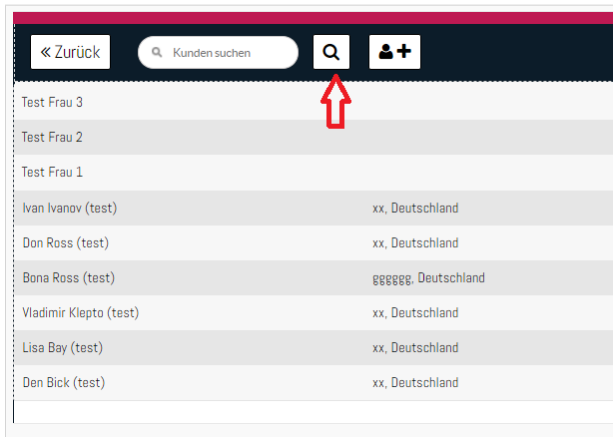 « Zurück Kunden suchen
Test Frau 3
Test Frau 2
Test Frau 1
Ivan Ivanov (test) xx, Deutschland
Don Ross (test) xx, Deutschland
Bona Ross (test) gggggg, Deutschland
Vladimir Klepto (test) xx, Deutschland
Lisa Bay (test) xx, Deutschland
Den Bick (test) xx, Deutschland